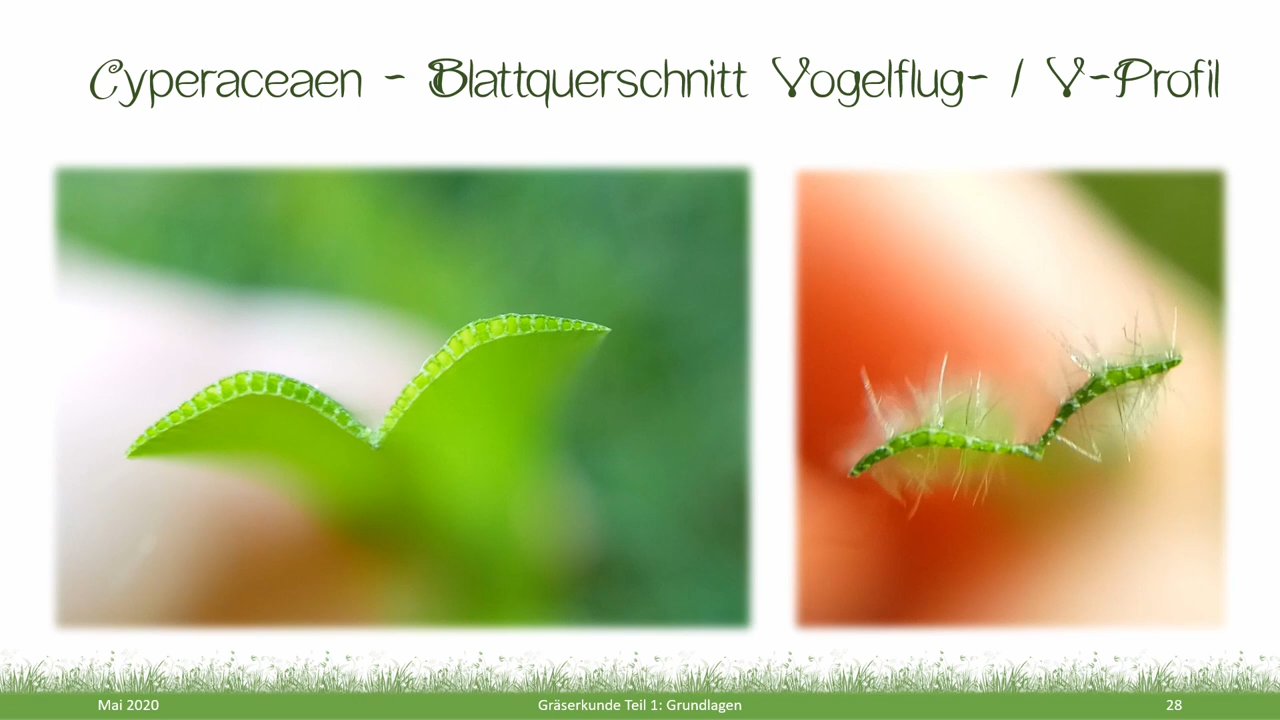 Cyperaceaen - Blattquerschnitt Vogelflug- / V-Profil
Mai 2020
Gräserkunde Teil 1: Grundlagen
28